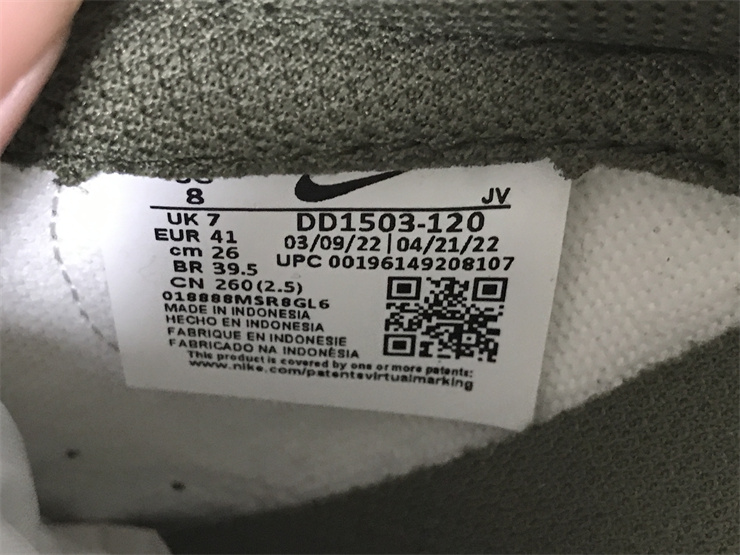 8
JV
UK 7
DD1503-120
EUR 41
03/09/22 | 04/21/22
cm 26
UPC 00196149208107
BR 39.5
CN 260(2.5)
018888MSR8GL6
MADE IN INDONESIA
HECHO EN INDONESIA
FABRIQUE EN INDONESIE
FABRICADO NA INDONÉSIA
This product is covered by one or more patents:
www.nike.com/patentsvirtualmarking